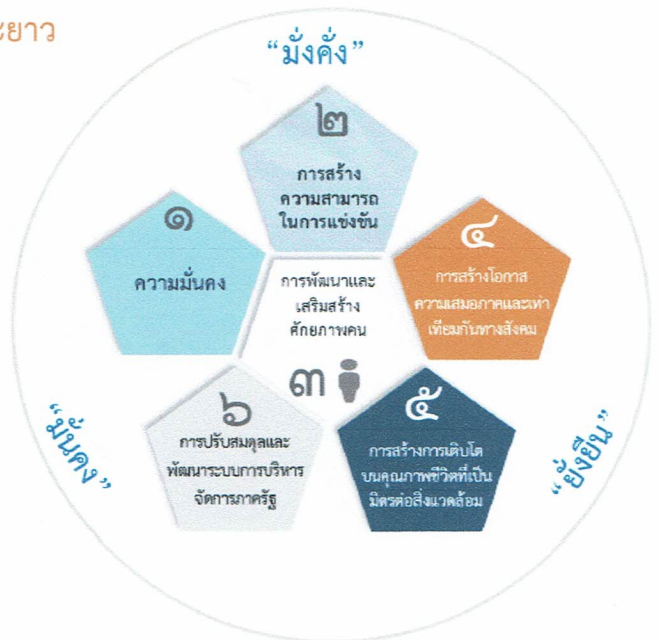 ะยาว
“มั่งคั่ง”
๒
การสร้าง
ความสามารถ
ในการแข่งขัน
๑
ความมั่นคง
๔
การสร้างโอกาส
ความเสมอภาคและเท่า
เทียมกันทางสังคม
การพัฒนาและ
เสริมสร้าง
ศักยภาพคน
๓
๖
การปรับสมดุลและ
พัฒนาระบบการบริหาร
จัดการภาครัฐ
๕
การสร้างการเติบโต
บนคุณภาพชีวิตที่เป็น
มิตรต่อสิ่งแวดล้อม
“มั่นคง”
“ยั่งยืน”